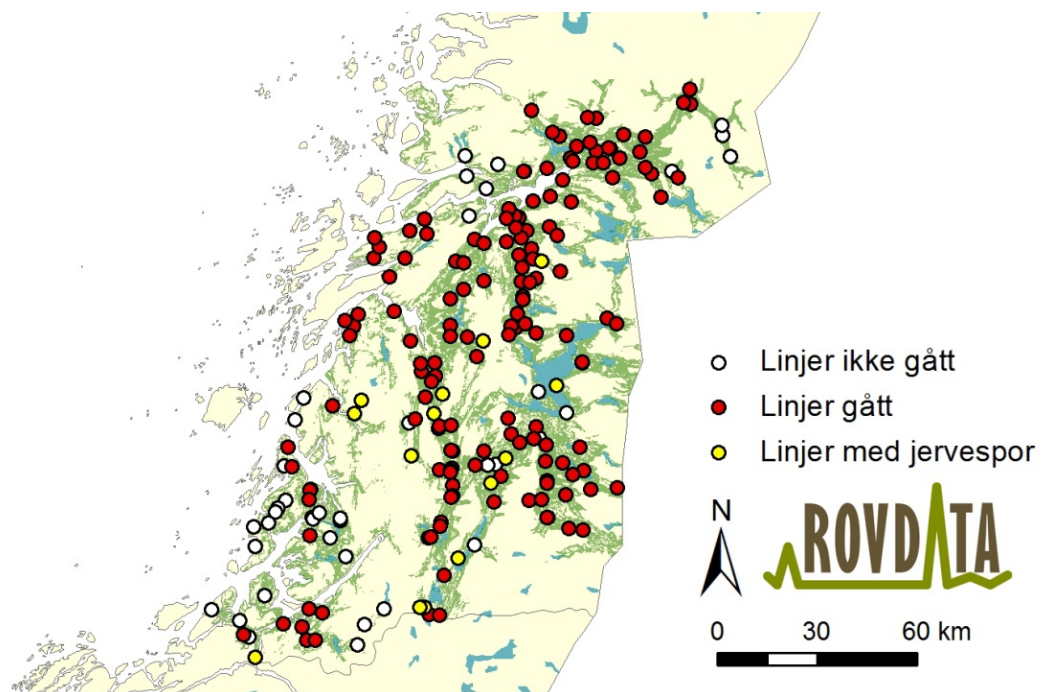 Linjer ikke gått
Linjer gått
Linjer med jervespor
N
ROVDATA
0 30 60 km